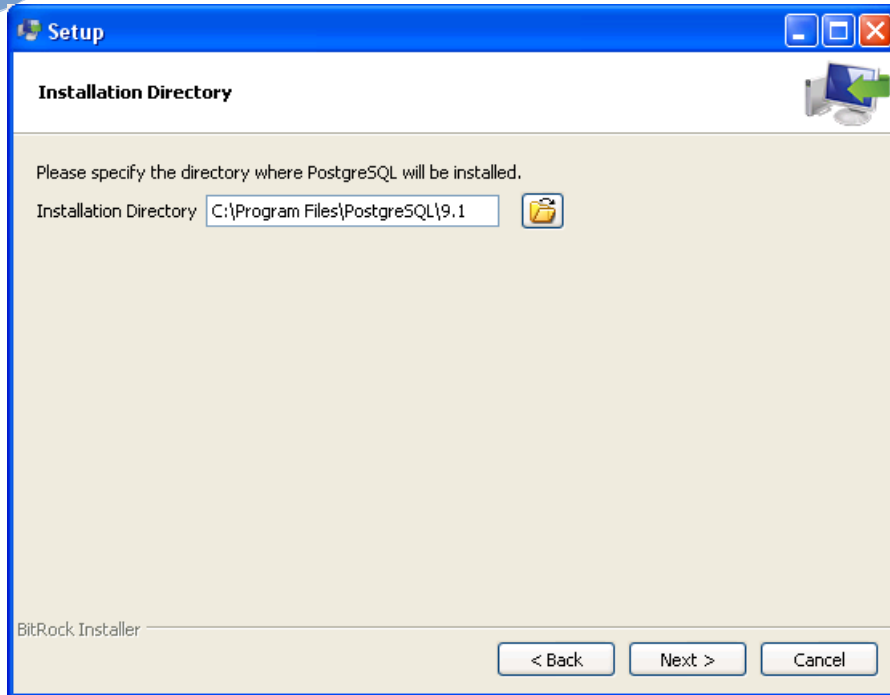 Setup
Installation Directory
Please specify the directory where PostgreSQL will be installed.
Installation Directory C:\Program Files\PostgreSQL\9.1
BitRock Installer
< Back Next > Cancel